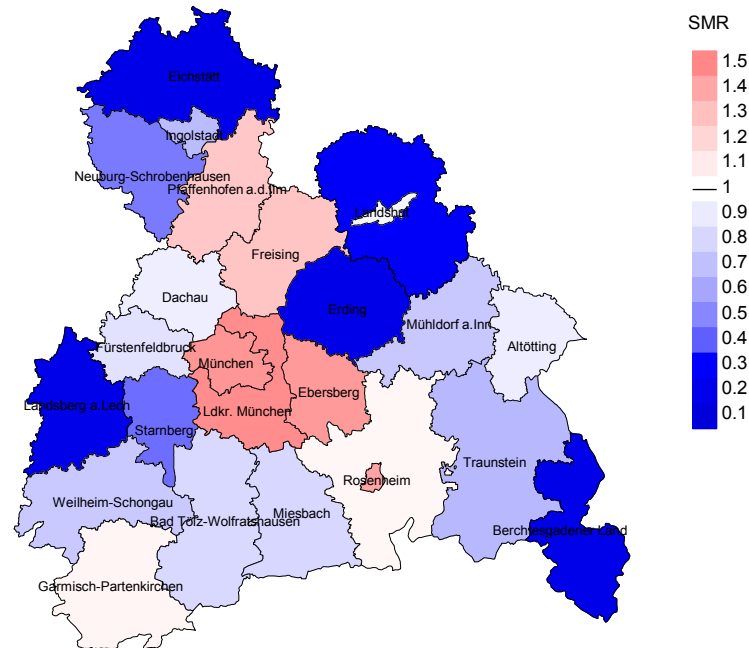 SMR
1.5
1.4
1.3
1.2
1.1
1
0.9
0.8
0.7
0.6
0.5
0.4
0.3
0.2
0.1
Eichstätt
Ingolstadt
Neuburg-Schrobenhausen
Pfaffenhofen a.d.Ilm
Landshut
Freising
Dachau
Erding
Mühldorf a.Inn
Fürstenfeldbruck
München
Altötting
Ebersberg
Landsberg a.Lech
Ldkr. München
Starnberg
Traunstein
Rosenheim
Weilheim-Schongau
Miesbach
Bad Tölz-Wolfratshausen
Berchtesgadener Land
Garmisch-Partenkirchen